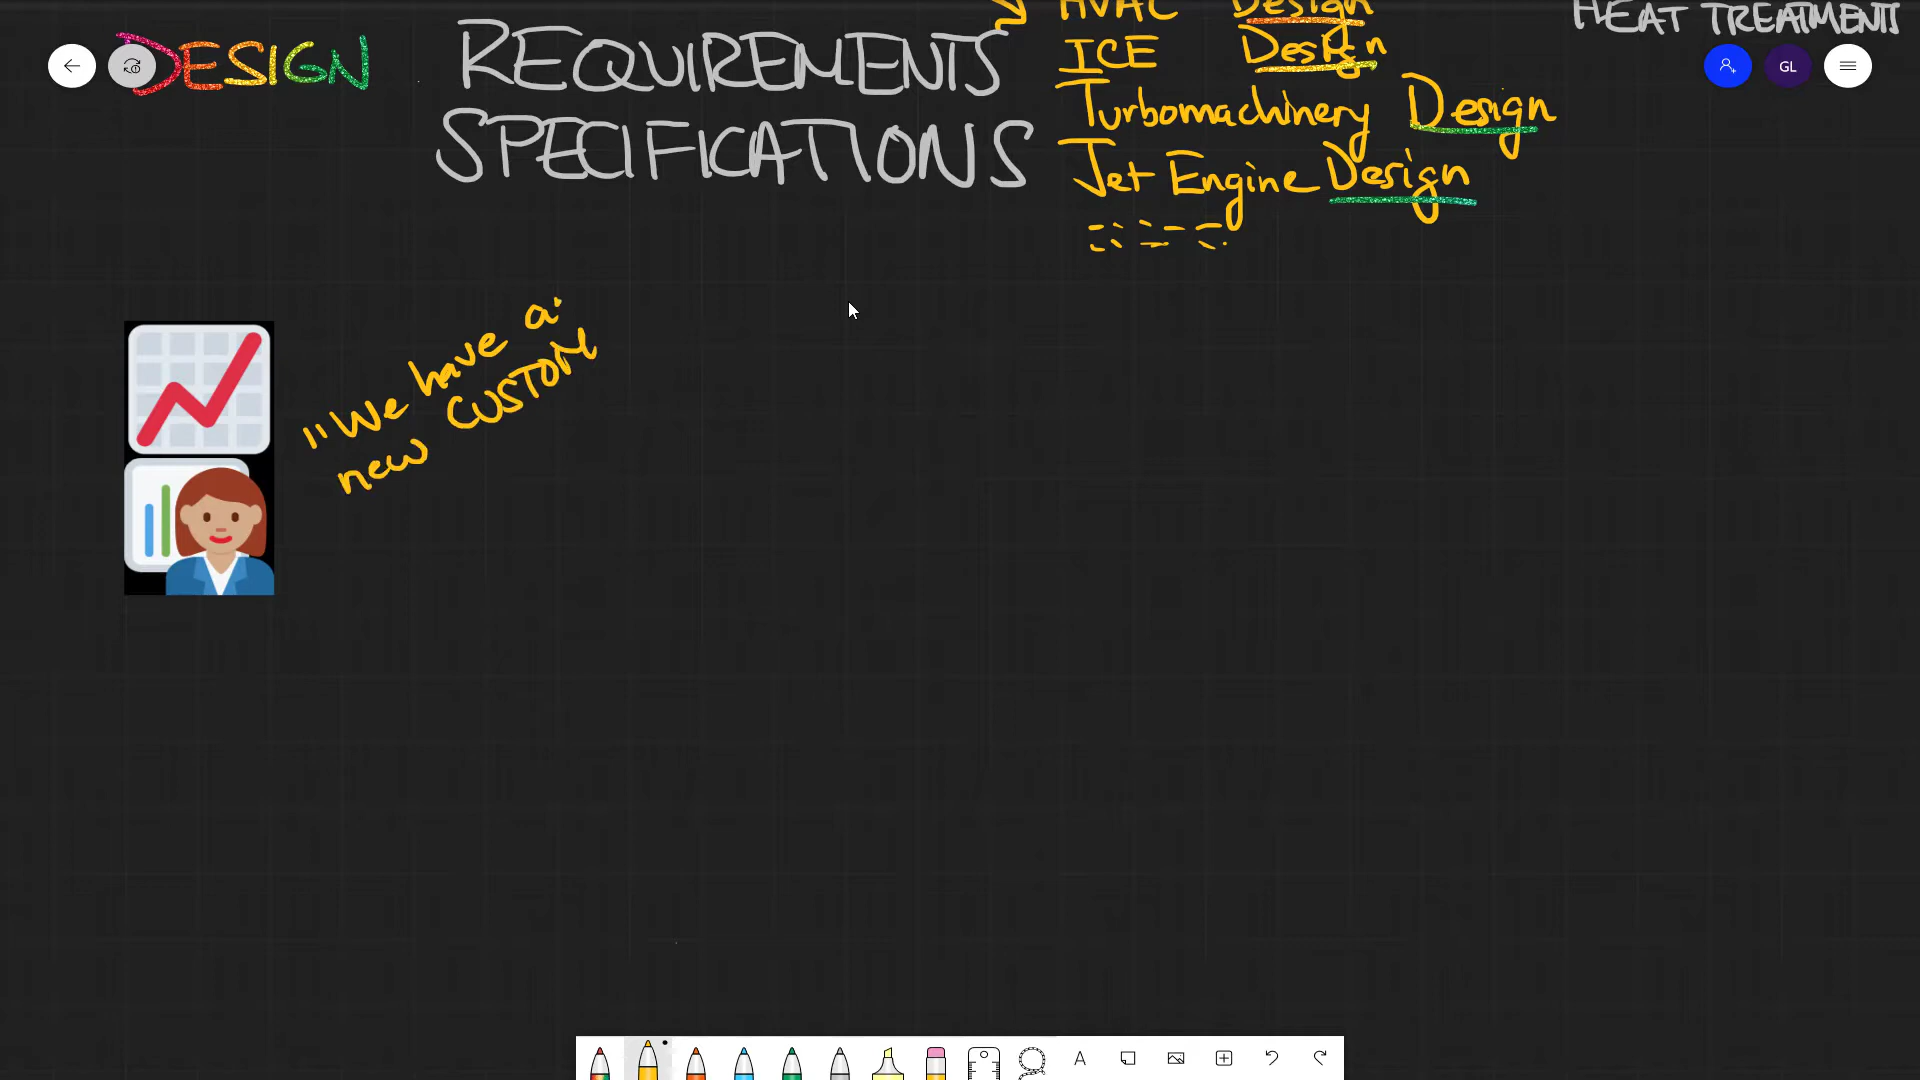 DESIGN
REQUIREMENTS
SPECIFICATIONS
HVAC Design
ICE Design
Turbomachinery Design
Jet Engine Design
HEAT TREATMENT
GL
"We have a
new CUSTOM
A